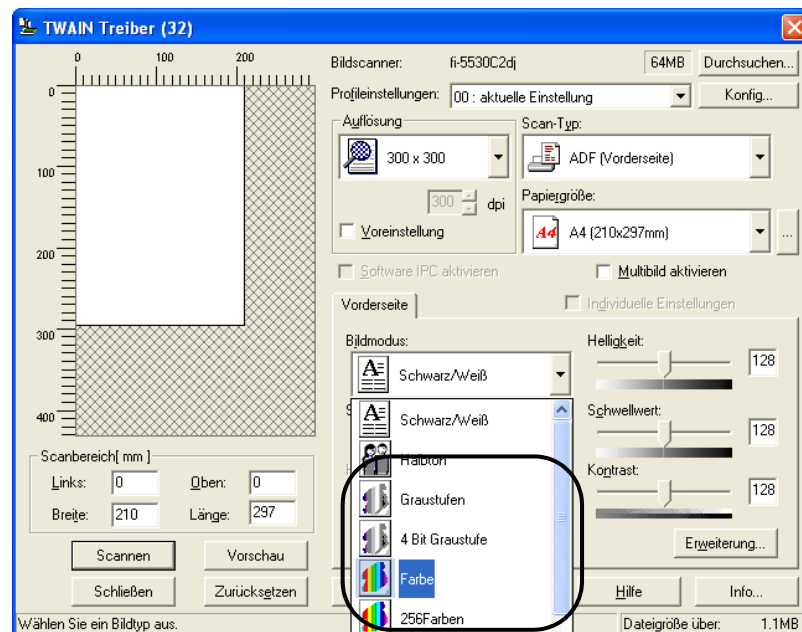 TWAIN Treiber (32)
0 100 200
0
100
200
300
400
Bildscanner: fi-5530C2dj 64MB Durchsuchen...
Profileinstellungen: 00 : aktuelle Einstellung Konfig...
Auflösung
300 x 300
300 dpi
Voreinstellung
Scan-Typ:
ADF (Vorderseite)
Papiergröße:
A4 A4 (210x297mm) ...
Software IPC aktivieren Multibild aktivieren
Vorderseite Individuelle Einstellungen
Bildmodus:
Schwarz/Weiß
Schwarz/Weiß
Halbton
Graustufen
4 Bit Graustufe
Farbe
256Farben
Helligkeit:
128
Schwellwert:
128
Kontrast:
128
Erweiterung...
Scanbereich[ mm ]
Links: 0 Oben: 0
Breite: 210 Länge: 297
Scannen Vorschau
Schließen Zurücksetzen Hilfe Info...
Wählen Sie ein Bildtyp aus. Dateigröße über: 1.1MB